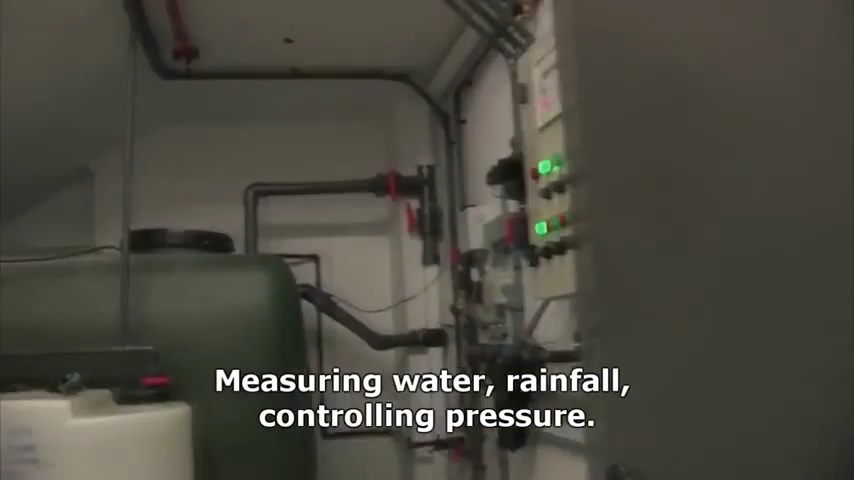 Measuring water, rainfall,
controlling pressure.